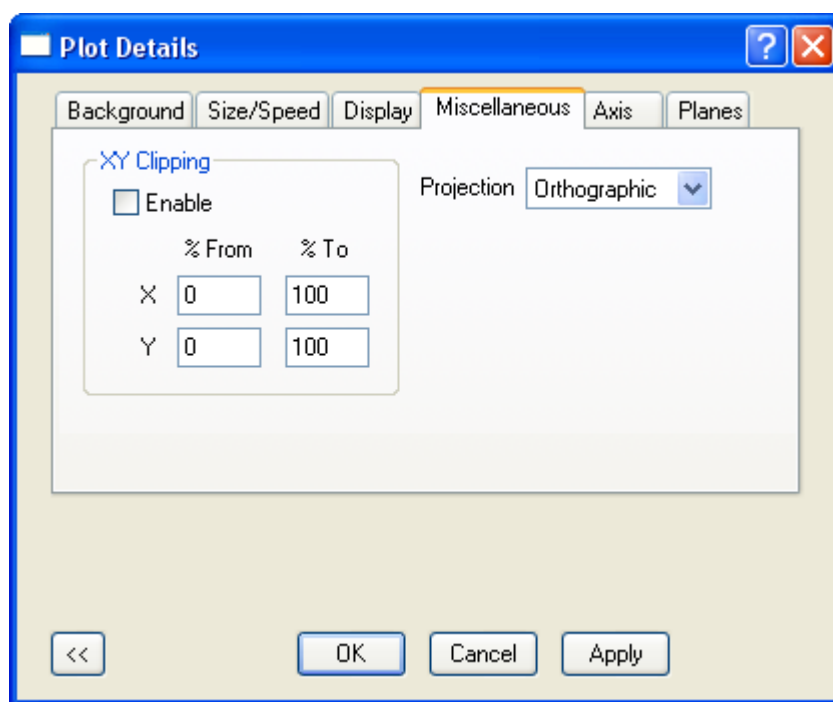 Plot Details
Background Size/Speed Display Miscellaneous Axis Planes
XY Clipping
Projection Orthographic
Enable
% From % To
X 0 100
Y 0 100
<< OK Cancel Apply